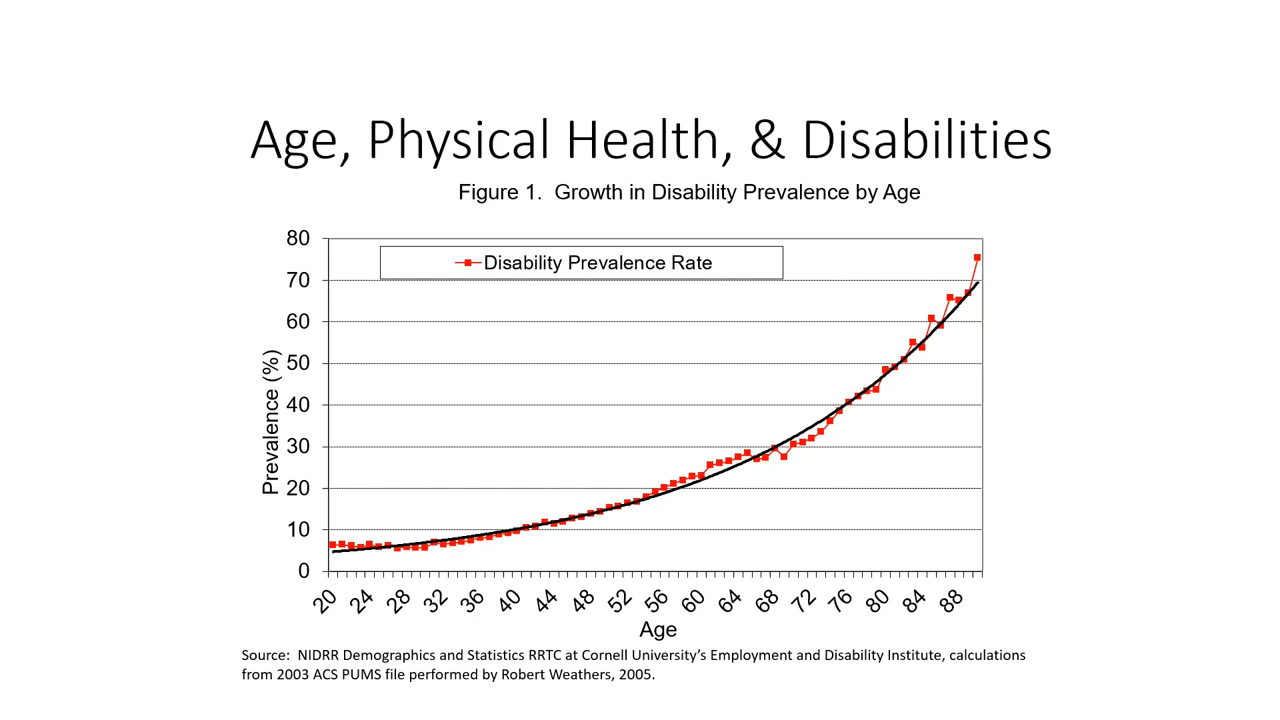 Age, Physical Health, & Disabilities
Figure 1.  Growth in Disability Prevalence by Age
Disability Prevalence Rate
80
70
60
50
40
30
20
10
0
Prevalence (%)
20 24 28 32 36 40 44 48 52 56 60 64 68 72 76 80 84 88
Age
Source:  NIDRR Demographics and Statistics RRTC at Cornell University’s Employment and Disability Institute, calculations
from 2003 ACS PUMS file performed by Robert Weathers, 2005.